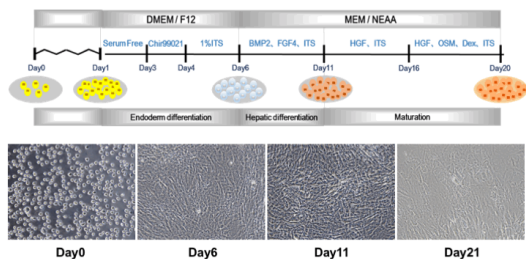 DMEM / F12 MEM / NEAA
Serum Free Chir99021 1%ITS BMP2、FGF4、ITS HGF、ITS HGF、OSM、Dex、ITS
Day0 Day1 Day3 Day4 Day6 Day11 Day16 Day20
Endoderm differentiation Hepatic differentiation Maturation
Day0 Day6 Day11 Day21